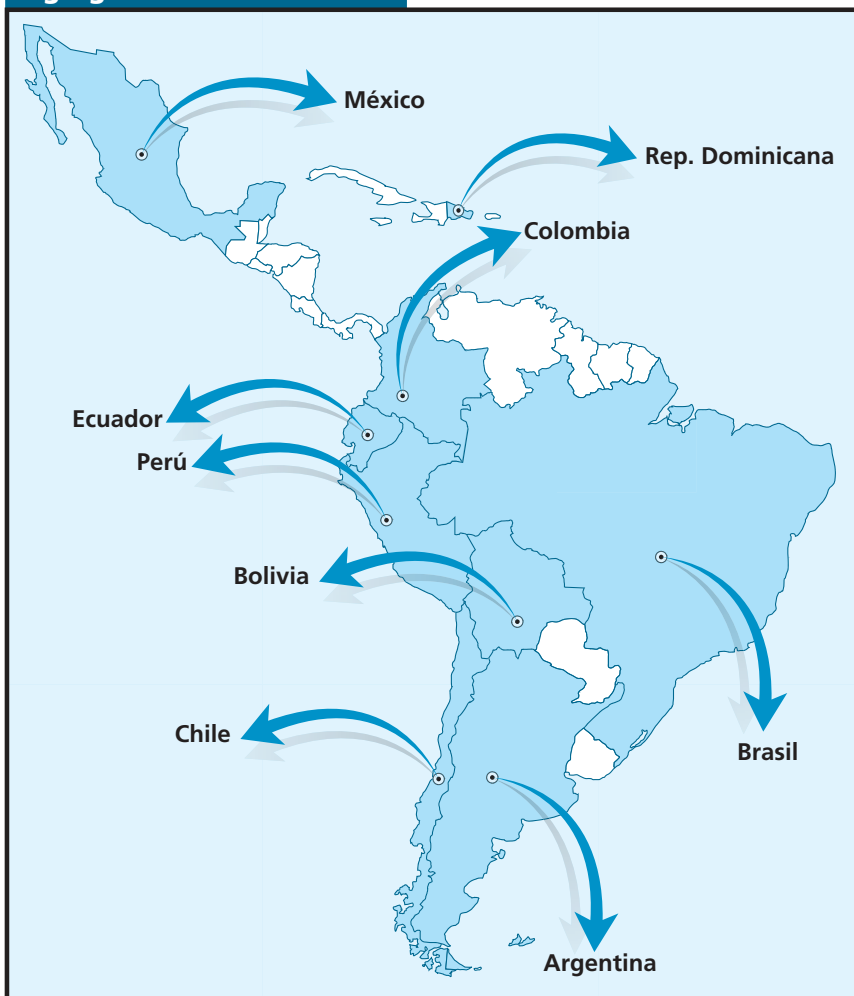 México
Rep. Dominicana
Colombia
Ecuador
Perú
Bolivia
Chile
Brasil
Argentina